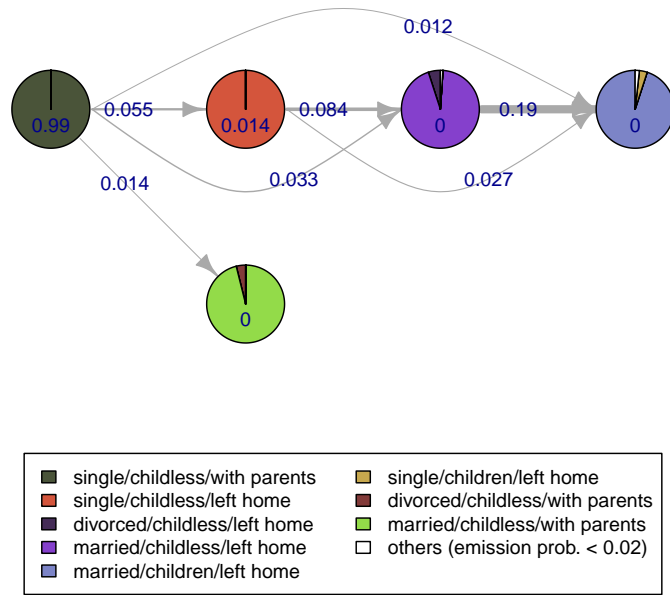 0.012
0.055
0.084
0.19
0.99
0.014
0
0
0.014
0.033
0.027
0
single/childless/with parents
single/childless/left home
divorced/childless/left home
married/childless/left home
married/children/left home
single/children/left home
divorced/childless/with parents
married/childless/with parents
others (emission prob. < 0.02)